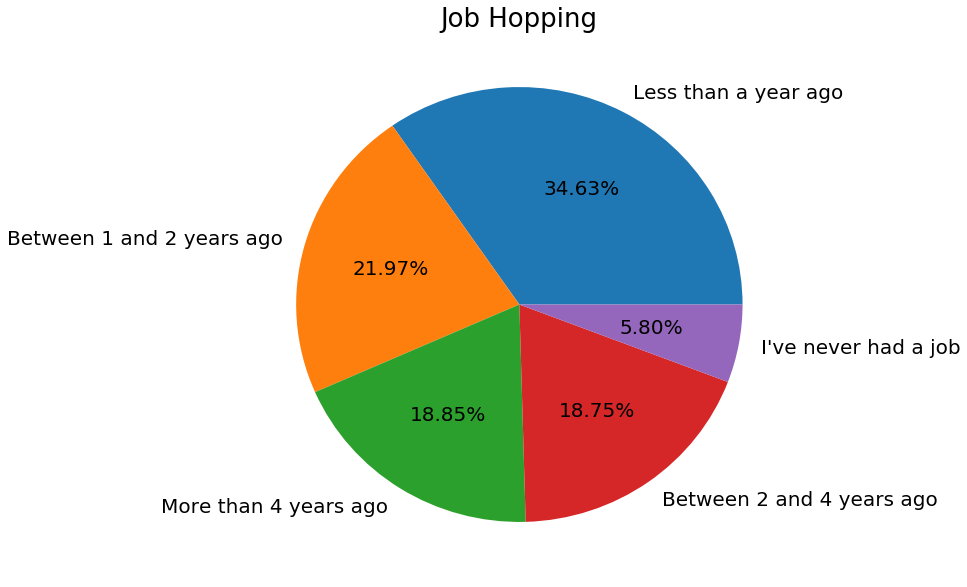 Job Hopping
Less than a year ago
34.63%
Between 1 and 2 years ago
21.97%
5.80%
I've never had a job
18.85%
18.75%
More than 4 years ago
Between 2 and 4 years ago